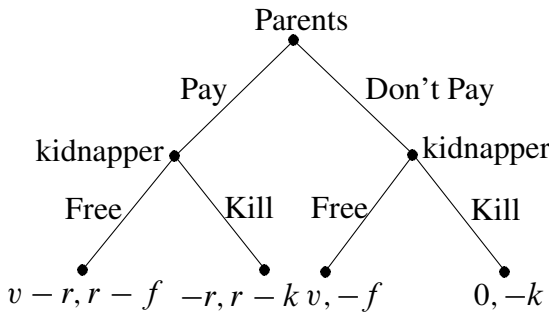 Parents
Pay Don't Pay
kidnapper kidnapper
Free Kill Free Kill
v − r, r − f −r, r − k v, −f 0, −k